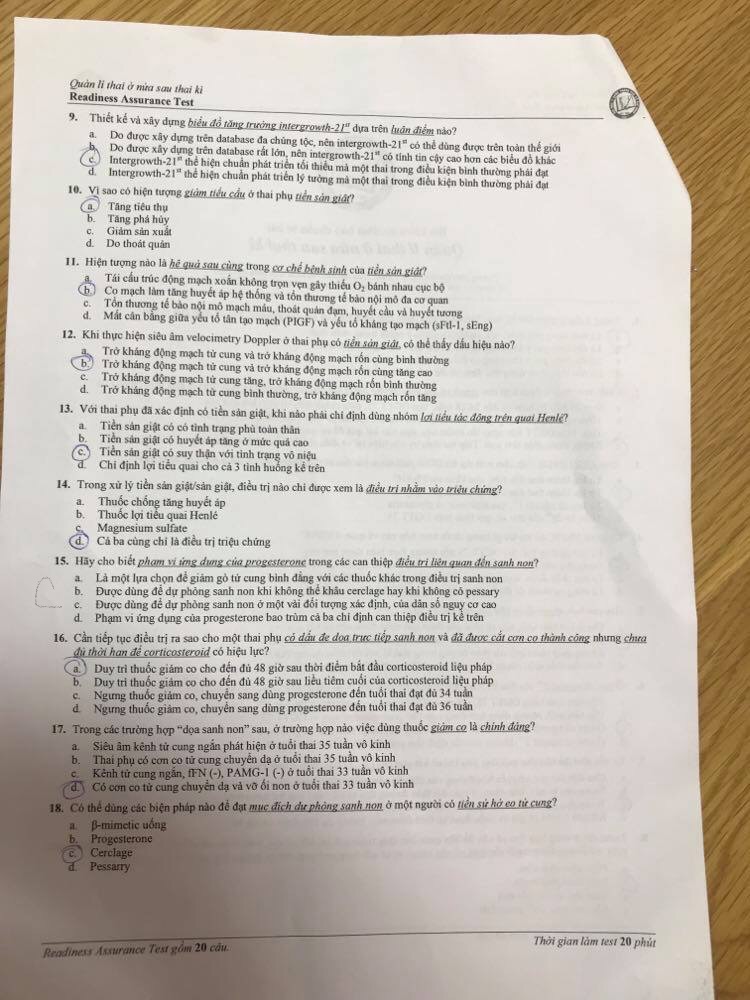 Quản lí thai ở nửa sau thai kì
Readiness Assurance Test
9. Thiết kế và xây dựng biểu đồ tăng trưởng intergrowth-21st dựa trên luận điểm nào?
a. Do được xây dựng trên database đa chủng tộc, nên intergrowth-21st có thể dùng được trên toàn thế giới
b. Do được xây dựng trên database rất lớn, nên intergrowth-21st có tính tin cậy cao hơn các biểu đồ khác
c. Intergrowth-21st thể hiện chuẩn phát triển tối thiểu mà một thai trong điều kiện bình thường phải đạt
d. Intergrowth-21st thể hiện chuẩn phát triển lý tưởng mà một thai trong điều kiện bình thường phải đạt
10. Vì sao có hiện tượng giảm tiểu cầu ở thai phụ tiền sản giật?
a. Tăng tiêu thụ
b. Tăng phá hủy
c. Giảm sản xuất
d. Do thoát quản
11. Hiện tượng nào là hệ quả sau cùng trong cơ chế bệnh sinh của tiền sản giật?
a. Tái cấu trúc động mạch xoắn không trọn vẹn gây thiếu O2 bánh nhau cục bộ
b. Co mạch làm tăng huyết áp hệ thống và tổn thương tế bào nội mô đa cơ quan
c. Tổn thương tế bào nội mô mạch máu, thoát quản đạm, huyết cầu và huyết tương
d. Mất cân bằng giữa yếu tố tân tạo mạch (PlGF) và yếu tố kháng tạo mạch (sFtl-1, sEng)
12. Khi thực hiện siêu âm velocimetry Doppler ở thai phụ có tiền sản giật, có thể thấy dấu hiệu nào?
a. Trở kháng động mạch tử cung và trở kháng động mạch rốn cùng bình thường
b. Trở kháng động mạch tử cung và trở kháng động mạch rốn cùng tăng cao
c. Trở kháng động mạch tử cung tăng, trở kháng động mạch rốn bình thường
d. Trở kháng động mạch tử cung bình thường, trở kháng động mạch rốn tăng
13. Với thai phụ đã xác định có tiền sản giật, khi nào phải chỉ định dùng nhóm lợi tiểu tác động trên quai Henlé?
a. Tiền sản giật có có tình trạng phù toàn thân
b. Tiền sản giật có huyết áp tăng ở mức quá cao
c. Tiền sản giật có suy thận với tình trạng vô niệu
d. Chỉ định lợi tiểu quai cho cả 3 tình huống kể trên
14. Trong xử lý tiền sản giật/sản giật, điều trị nào chỉ được xem là điều trị nhằm vào triệu chứng?
a. Thuốc chống tăng huyết áp
b. Thuốc lợi tiểu quai Henlé
c. Magnesium sulfate
d. Cả ba cùng chỉ là điều trị triệu chứng
15. Hãy cho biết phạm vi ứng dụng của progesterone trong các can thiệp điều trị liên quan đến sanh non?
a. Là một lựa chọn để giảm gò tử cung bình đẳng với các thuốc khác trong điều trị sanh non
b. Được dùng để dự phòng sanh non khi không thể khâu cerclage hay khi không có pessary
c. Được dùng để dự phòng sanh non ở một vài đối tượng xác định, của dân số nguy cơ cao
d. Phạm vi ứng dụng của progesterone bao trùm cả ba chỉ định can thiệp điều trị kể trên
16. Cần tiếp tục điều trị ra sao cho một thai phụ có dấu đe dọa trực tiếp sanh non và đã được cắt cơn co thành công nhưng chưa
đủ thời hạn để corticosteroid có hiệu lực?
a. Duy trì thuốc giảm co cho đến đủ 48 giờ sau thời điểm bắt đầu corticosteroid liệu pháp
b. Duy trì thuốc giảm co cho đến đủ 48 giờ sau liều tiêm cuối của corticosteroid liệu pháp
c. Ngưng thuốc giảm co, chuyển sang dùng progesterone đến tuổi thai đạt đủ 34 tuần
d. Ngưng thuốc giảm co, chuyển sang dùng progesterone đến tuổi thai đạt đủ 36 tuần
17. Trong các trường hợp “dọa sanh non” sau, ở trường hợp nào việc dùng thuốc giảm co là chính đáng?
a. Siêu âm kênh tử cung ngắn phát hiện ở tuổi thai 35 tuần vô kinh
b. Thai phụ có cơn co tử cung chuyển dạ ở tuổi thai 35 tuần vô kinh
c. Kênh tử cung ngắn, fFN (-), PAMG-1 (-) ở tuổi thai 33 tuần vô kinh
d. Có cơn co tử cung chuyển dạ và vỡ ối non ở tuổi thai 33 tuần vô kinh
18. Có thể dùng các biện pháp nào để đạt mục đích dự phòng sanh non ở một người có tiền sử hở eo tử cung?
a. β-mimetic uống
b. Progesterone
c. Cerclage
d. Pessarry
Readiness Assurance Test gồm 20 câu.
Thời gian làm test 20 phút